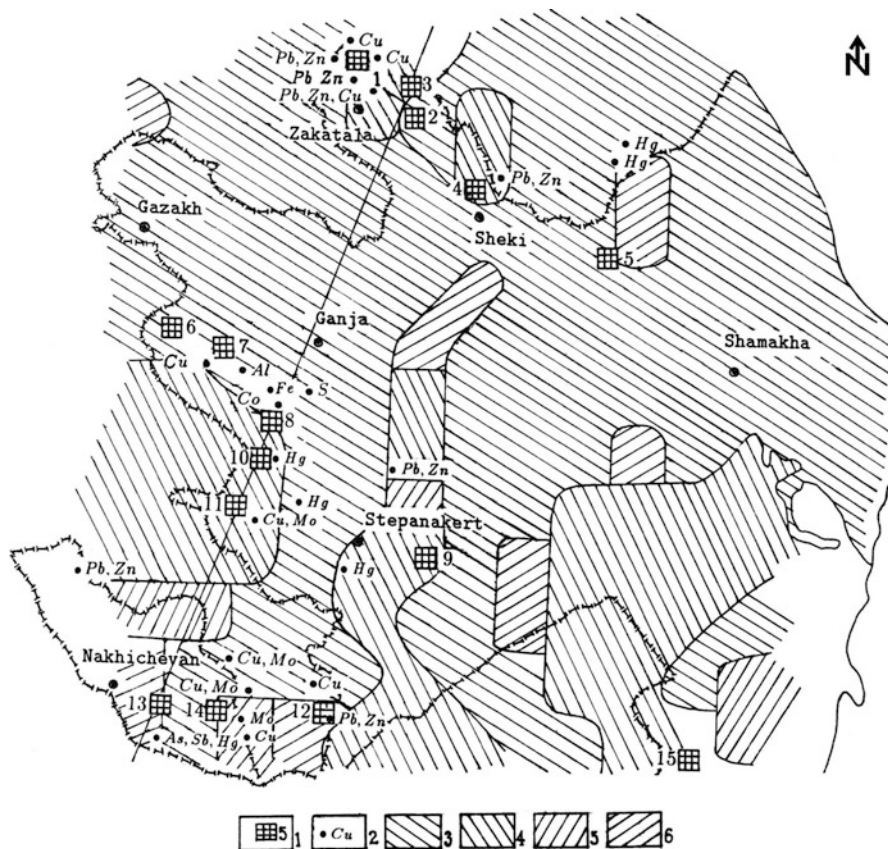 Cu
N
Pb, Zn
Cu
Pb Zn
1
3
Pb, Zn, Cu
2
Zakatala
Hg
Hg
Pb, Zn
4
Gazakh
Sheki
5
6
Ganja
7
Shamakha
Cu
Al
Fe
S
Co
8
10
Hg
Pb, Zn
11
Hg
Cu, Mo
Stepanakert
9
Pb, Zn
Hg
Nakhichevan
Cu, Mo
Cu, Mo
Cu
13
14
12
Mo
Pb, Zn
As, Sb, Hg
Cu
15
5 1 Cu 2 3 4 5 6